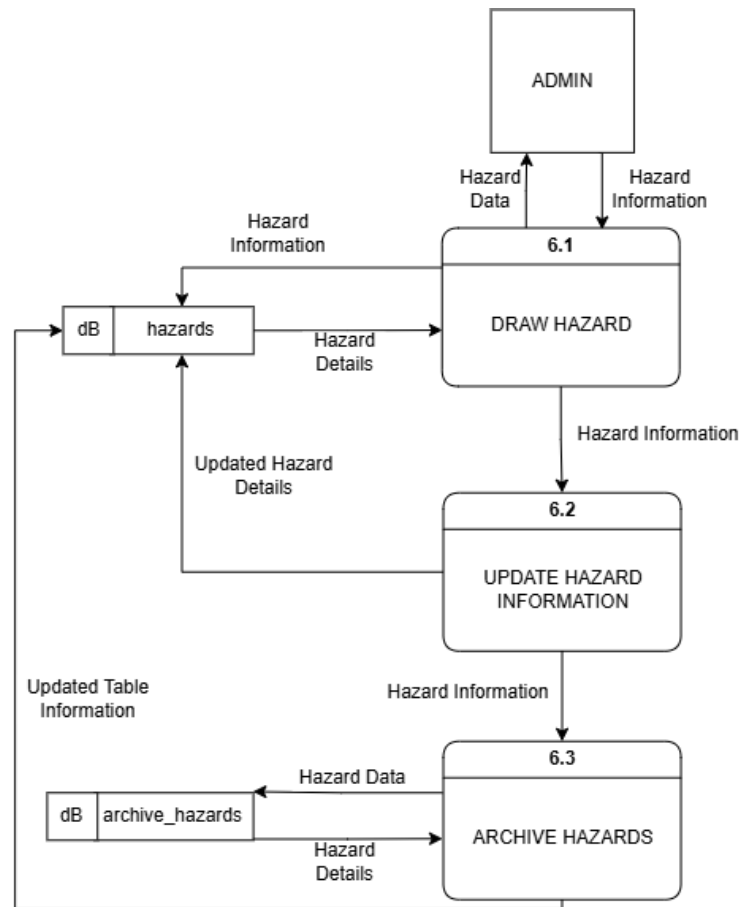 ADMIN
Hazard
Data
Hazard
Information
Hazard
Information
6.1
DRAW HAZARD
dB
hazards
Hazard
Details
Hazard Information
Updated Hazard
Details
6.2
UPDATE HAZARD
INFORMATION
Updated Table
Information
Hazard Information
6.3
Hazard Data
dB
archive_hazards
ARCHIVE HAZARDS
Hazard
Details